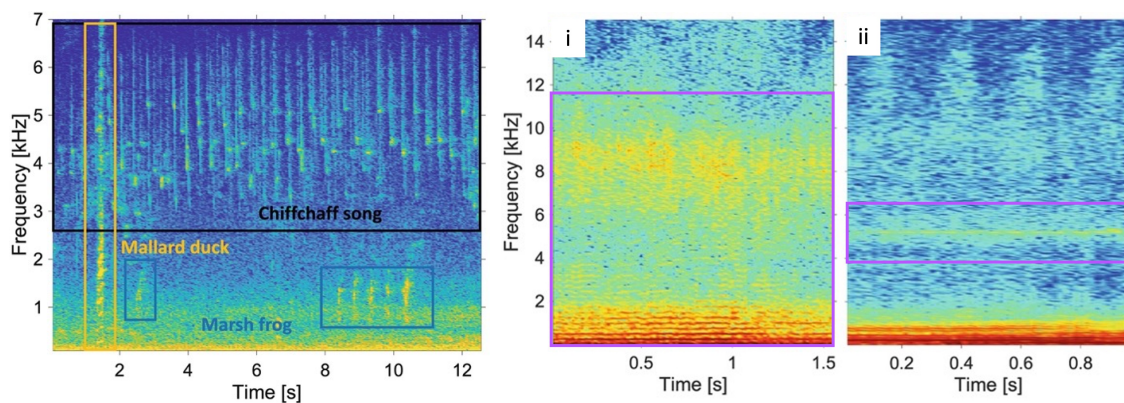 7
6
5
4
3
2
1
Frequency [kHz]
Chiffchaff song
Mallard duck
Marsh frog
2
4
6
8
10
12
Time [s]
i
14
12
10
8
6
4
2
Frequency [kHz]
0.5
1
1.5
Time [s]
ii
0.2
0.4
0.6
0.8
Time [s]